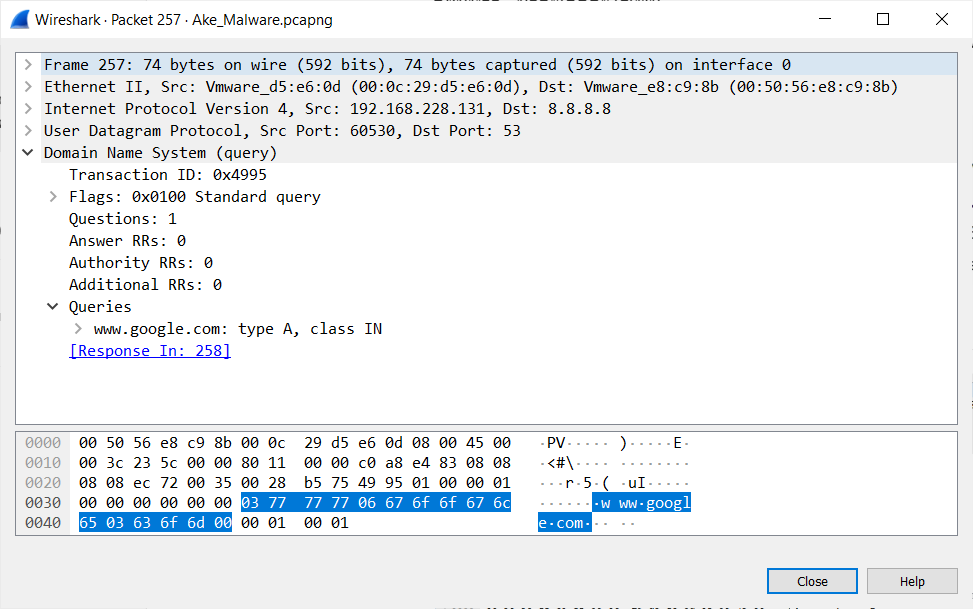 Wireshark · Packet 257 · Ake_Malware.pcapng
Frame 257: 74 bytes on wire (592 bits), 74 bytes captured (592 bits) on interface 0
Ethernet II, Src: Vmware_d5:e6:0d (00:0c:29:d5:e6:0d), Dst: Vmware_e8:c9:8b (00:50:56:e8:c9:8b)
Internet Protocol Version 4, Src: 192.168.228.131, Dst: 8.8.8.8
User Datagram Protocol, Src Port: 60530, Dst Port: 53
Domain Name System (query)
Transaction ID: 0x4995
Flags: 0x0100 Standard query
Questions: 1
Answer RRs: 0
Authority RRs: 0
Additional RRs: 0
Queries
www.google.com: type A, class IN
[Response In: 258]
0000 00 50 56 e8 c9 8b 00 0c 29 d5 e6 0d 08 00 45 00 ·PV····· )·····E·
0010 00 3c 23 5c 00 00 80 11 00 00 c0 a8 e4 83 08 08 ·<#\···· ········
0020 08 08 ec 72 00 35 00 28 b5 75 49 95 01 00 00 01 ···r·5·( ·uI·····
0030 00 00 00 00 00 00 03 77 77 77 06 67 6f 6f 67 6c ·······w ww·googl
0040 65 03 63 6f 6d 00 00 01 00 01 e·com··· ··
Close Help